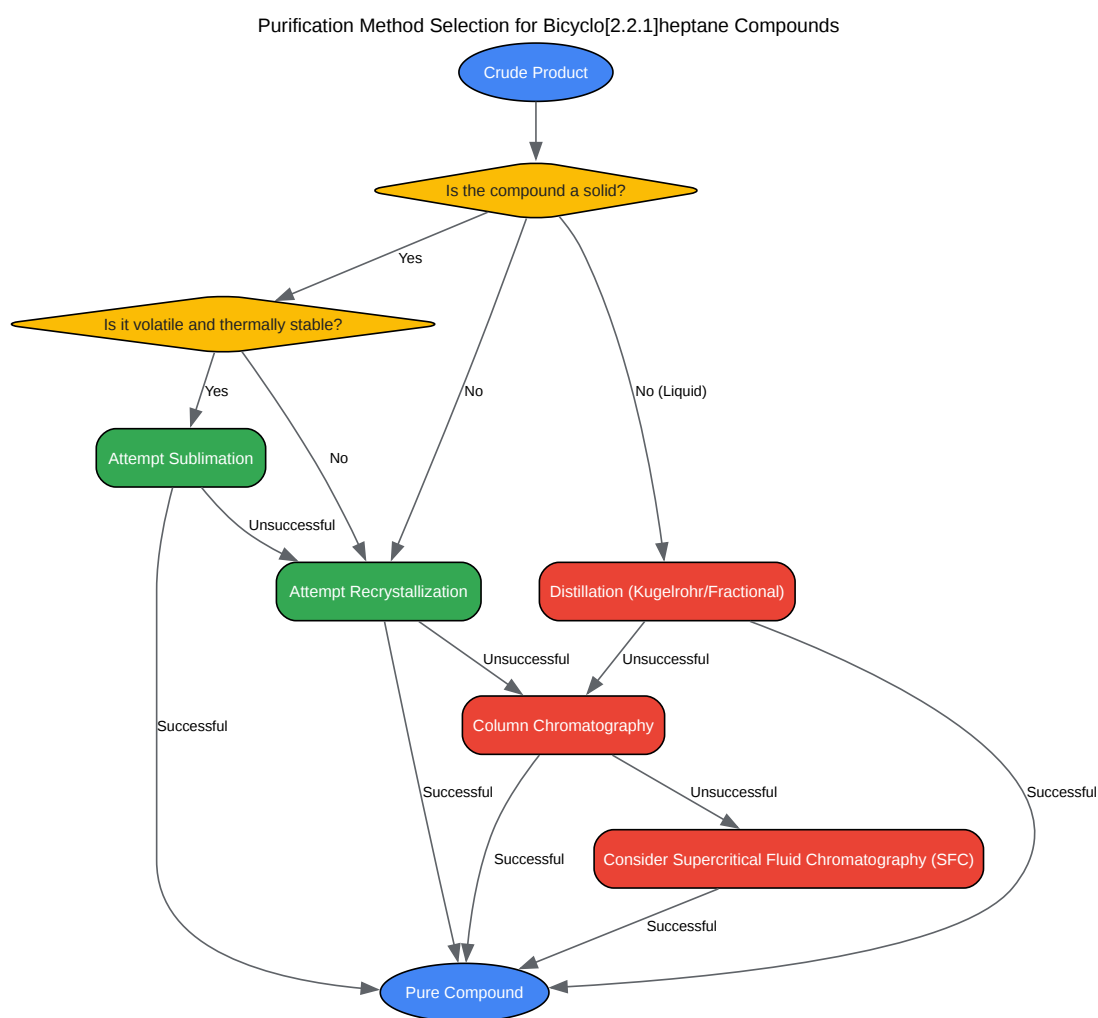 Purification Method Selection for Bicyclo[2.2.1]heptane Compounds
Crude Product
Is the compound a solid?
Yes
Is it volatile and thermally stable?
Yes
No
No (Liquid)
Attempt Sublimation
No
Unsuccessful
Attempt Recrystallization
Distillation (Kugelrohr/Fractional)
Unsuccessful
Unsuccessful
Successful
Column Chromatography
Successful
Unsuccessful
Successful
Successful
Consider Supercritical Fluid Chromatography (SFC)
Successful
Pure Compound